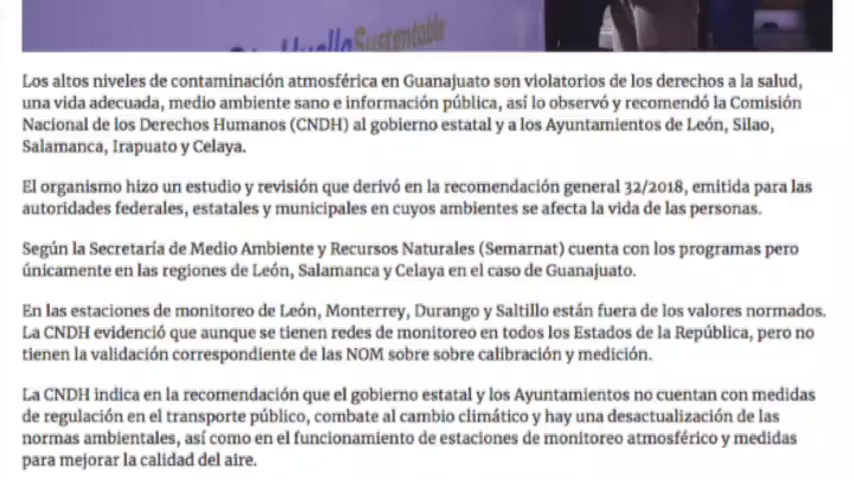 Huella Sustentable
Los altos niveles de contaminación atmosférica en Guanajuato son violatorios de los derechos a la salud,
una vida adecuada, medio ambiente sano e información pública, así lo observó y recomendó la Comisión
Nacional de los Derechos Humanos (CNDH) al gobierno estatal y a los Ayuntamientos de León, Silao,
Salamanca, Irapuato y Celaya.
El organismo hizo un estudio y revisión que derivó en la recomendación general 32/2018, emitida para las
autoridades federales, estatales y municipales en cuyos ambientes se afecta la vida de las personas.
Según la Secretaría de Medio Ambiente y Recursos Naturales (Semarnat) cuenta con los programas pero
únicamente en las regiones de León, Salamanca y Celaya en el caso de Guanajuato.
En las estaciones de monitoreo de León, Monterrey, Durango y Saltillo están fuera de los valores normados.
La CNDH evidenció que aunque se tienen redes de monitoreo en todos los Estados de la República, pero no
tienen la validación correspondiente de las NOM sobre sobre calibración y medición.
La CNDH indica en la recomendación que el gobierno estatal y los Ayuntamientos no cuentan con medidas
de regulación en el transporte público, combate al cambio climático y hay una desactualización de las
normas ambientales, así como en el funcionamiento de estaciones de monitoreo atmosférico y medidas
para mejorar la calidad del aire.